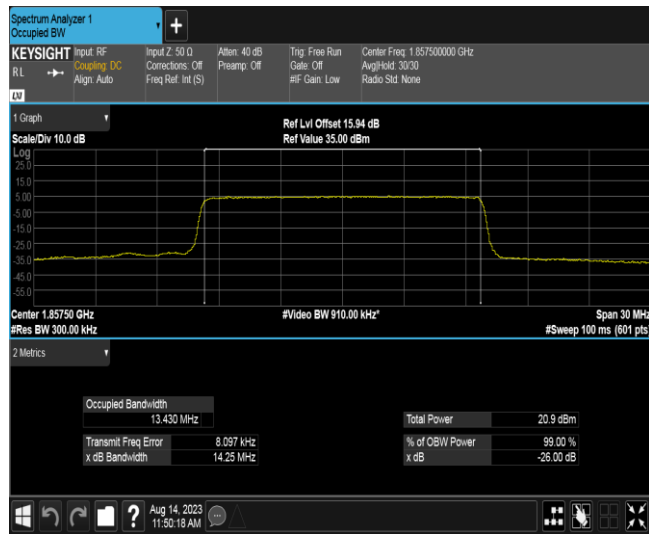 Spectrum Analyzer 1
Occupied BW
+
KEYSIGHT Input: RF Input Z: 50 Ω Atten: 40 dB Trig: Free Run Center Freq: 1.857500000 GHz
RL Coupling: DC Corrections: Off Preamp: Off Gate: Off Avg|Hold: 30/30
Align: Auto Freq Ref: Int (S) #IF Gain: Low Radio Std: None
LXI
1 Graph
Ref Lvl Offset 15.94 dB
Scale/Div 10.0 dB Ref Value 35.00 dBm
Log
25.0
15.0
5.00
-5.00
-15.0
-25.0
-35.0
-45.0
-55.0
Center 1.85750 GHz #Video BW 910.00 kHz* Span 30 MHz
#Res BW 300.00 kHz #Sweep 100 ms (601 pts)
2 Metrics
Occupied Bandwidth
13.430 MHz Total Power 20.9 dBm
Transmit Freq Error 8.097 kHz % of OBW Power 99.00 %
x dB Bandwidth 14.25 MHz x dB -26.00 dB
? Aug 14, 2023
11:50:18 AM